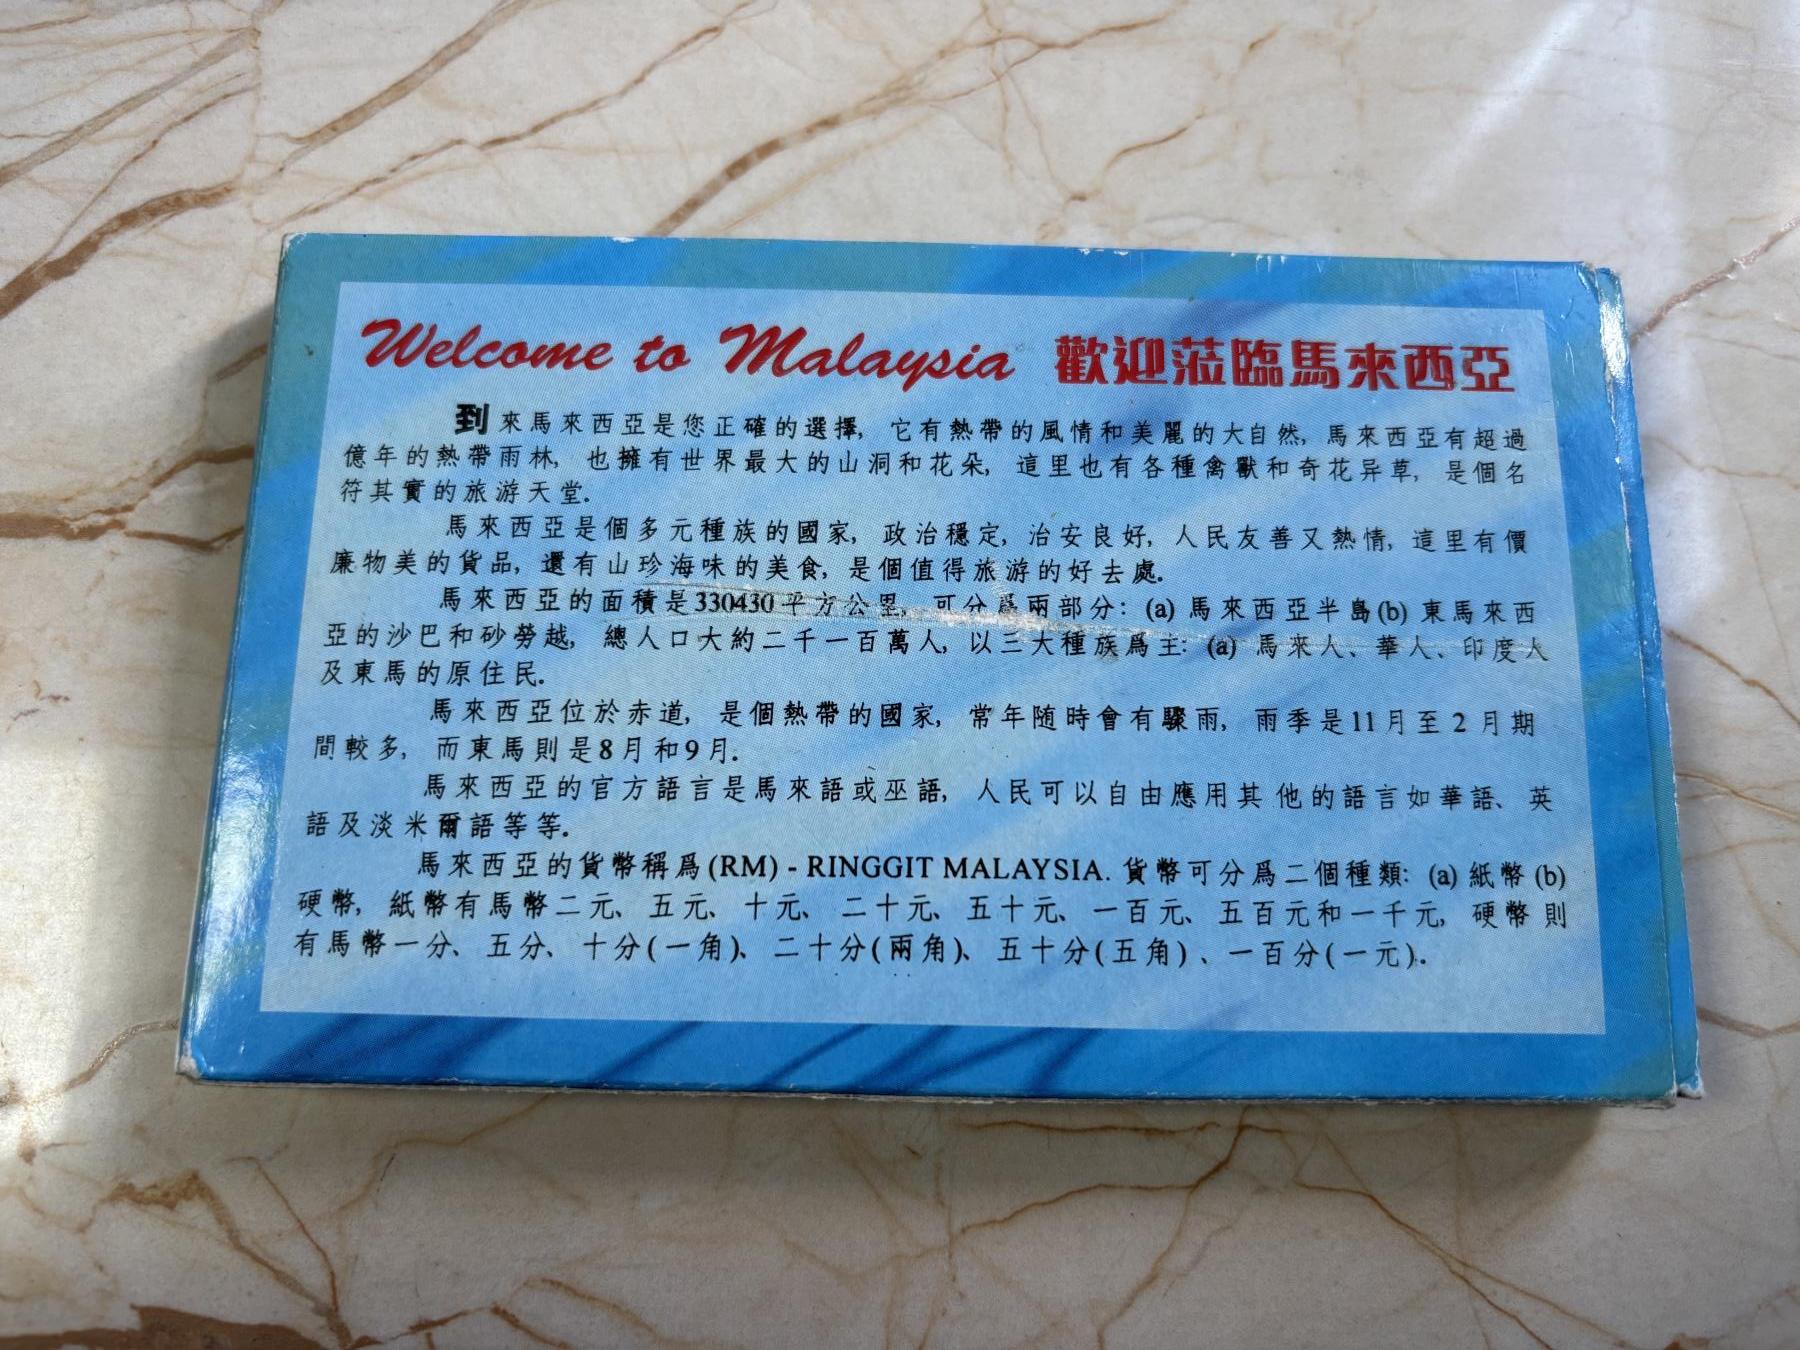 Welcome to Malaysia 歡迎蒞臨馬來西亞
到來馬來西亞是您正確的選擇, 它有熱帶的風情和美麗的大自然, 馬來西亞有超過
億年的熱帶雨林, 也擁有世界最大的山洞和花朵, 這里也有各種禽獸和奇花异草, 是個名
符其實的旅游天堂.
馬來西亞是個多元種族的國家, 政治穩定, 治安良好, 人民友善又熱情, 這里有價
廉物美的貨品, 還有山珍海味的美食, 是個值得旅游的好去處.
馬來西亞的面積是330430平方公里, 可分爲兩部分: (a) 馬來西亞半島(b) 東馬來西
亞的沙巴和砂勞越, 總人口大約二千一百萬人, 以三大種族爲主: (a) 馬來人、華人、印度人
及東馬的原住民.
馬來西亞位於赤道, 是個熱帶的國家, 常年随時會有驟雨, 雨季是11月至2月期
間較多, 而東馬則是8月和9月.
馬來西亞的官方語言是馬來語或巫語, 人民可以自由應用其他的語言如華語、英
語及淡米爾語等等.
馬來西亞的貨幣稱爲(RM) - RINGGIT MALAYSIA. 貨幣可分爲二個種類: (a) 紙幣(b)
硬幣, 紙幣有馬幣二元、五元、十元、二十元、五十元、一百元、五百元和一千元, 硬幣則
有馬幣一分、五分、十分(一角)、二十分(兩角)、五十分(五角)、一百分(一元).